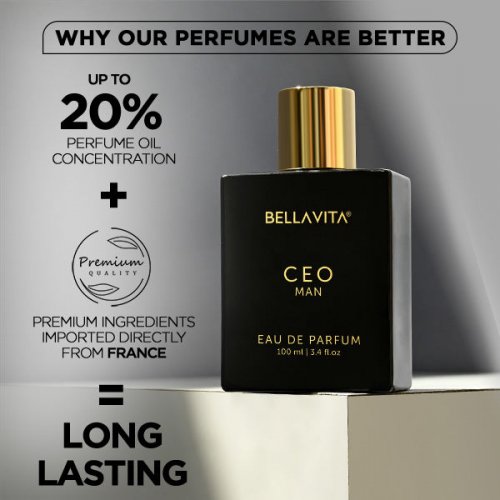 WHY OUR PERFUMES ARE BETTER
UP TO
20%
PERFUME OIL
CONCENTRATION
+
Premium
QUALITY
PREMIUM INGREDIENTS
IMPORTED DIRECTLY
FROM FRANCE
=
LONG
LASTING
BELLAVITA®
CEO
MAN
EAU DE PARFUM
100 ml | 3.4 fl.oz